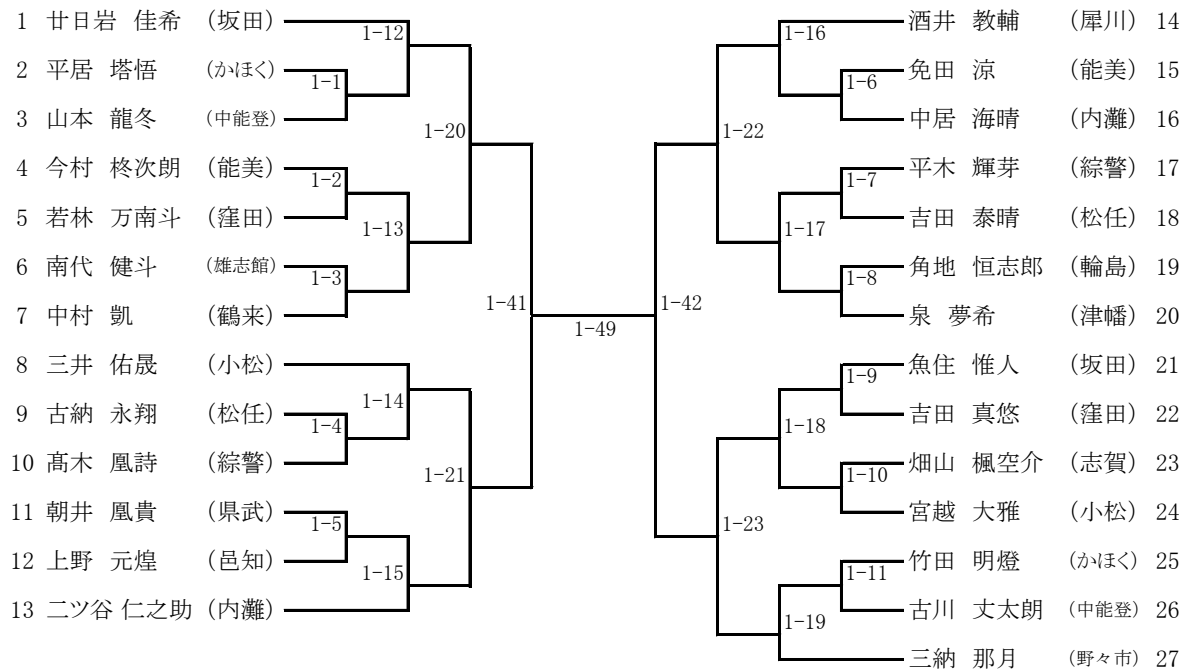 1 廿日岩 佳希 (坂田)
1-12
2 平居 塔悟 (かほく)
1-1
3 山本 龍冬 (中能登)
1-20
4 今村 柊次朗 (能美)
1-2
5 若林 万南斗 (窪田)
1-13
6 南代 健斗 (雄志館)
1-3
7 中村 凱 (鶴来)
1-41
8 三井 佑晟 (小松)
1-14
9 古納 永翔 (松任)
1-4
10 髙木 凰詩 (綜警)
1-21
11 朝井 凰貴 (県武)
1-5
12 上野 元煌 (邑知)
1-15
13 二ツ谷 仁之助 (内灘)
1-49
酒井 教輔 (犀川) 14
1-16
免田 涼 (能美) 15
1-6
中居 海晴 (内灘) 16
1-22
平木 輝芽 (綜警) 17
1-7
吉田 泰晴 (松任) 18
1-17
角地 恒志郎 (輪島) 19
1-8
泉 夢希 (津幡) 20
1-42
魚住 惟人 (坂田) 21
1-9
吉田 真悠 (窪田) 22
1-18
畑山 楓空介 (志賀) 23
1-10
宮越 大雅 (小松) 24
1-23
竹田 明燈 (かほく) 25
1-11
古川 丈太朗 (中能登) 26
1-19
三納 那月 (野々市) 27